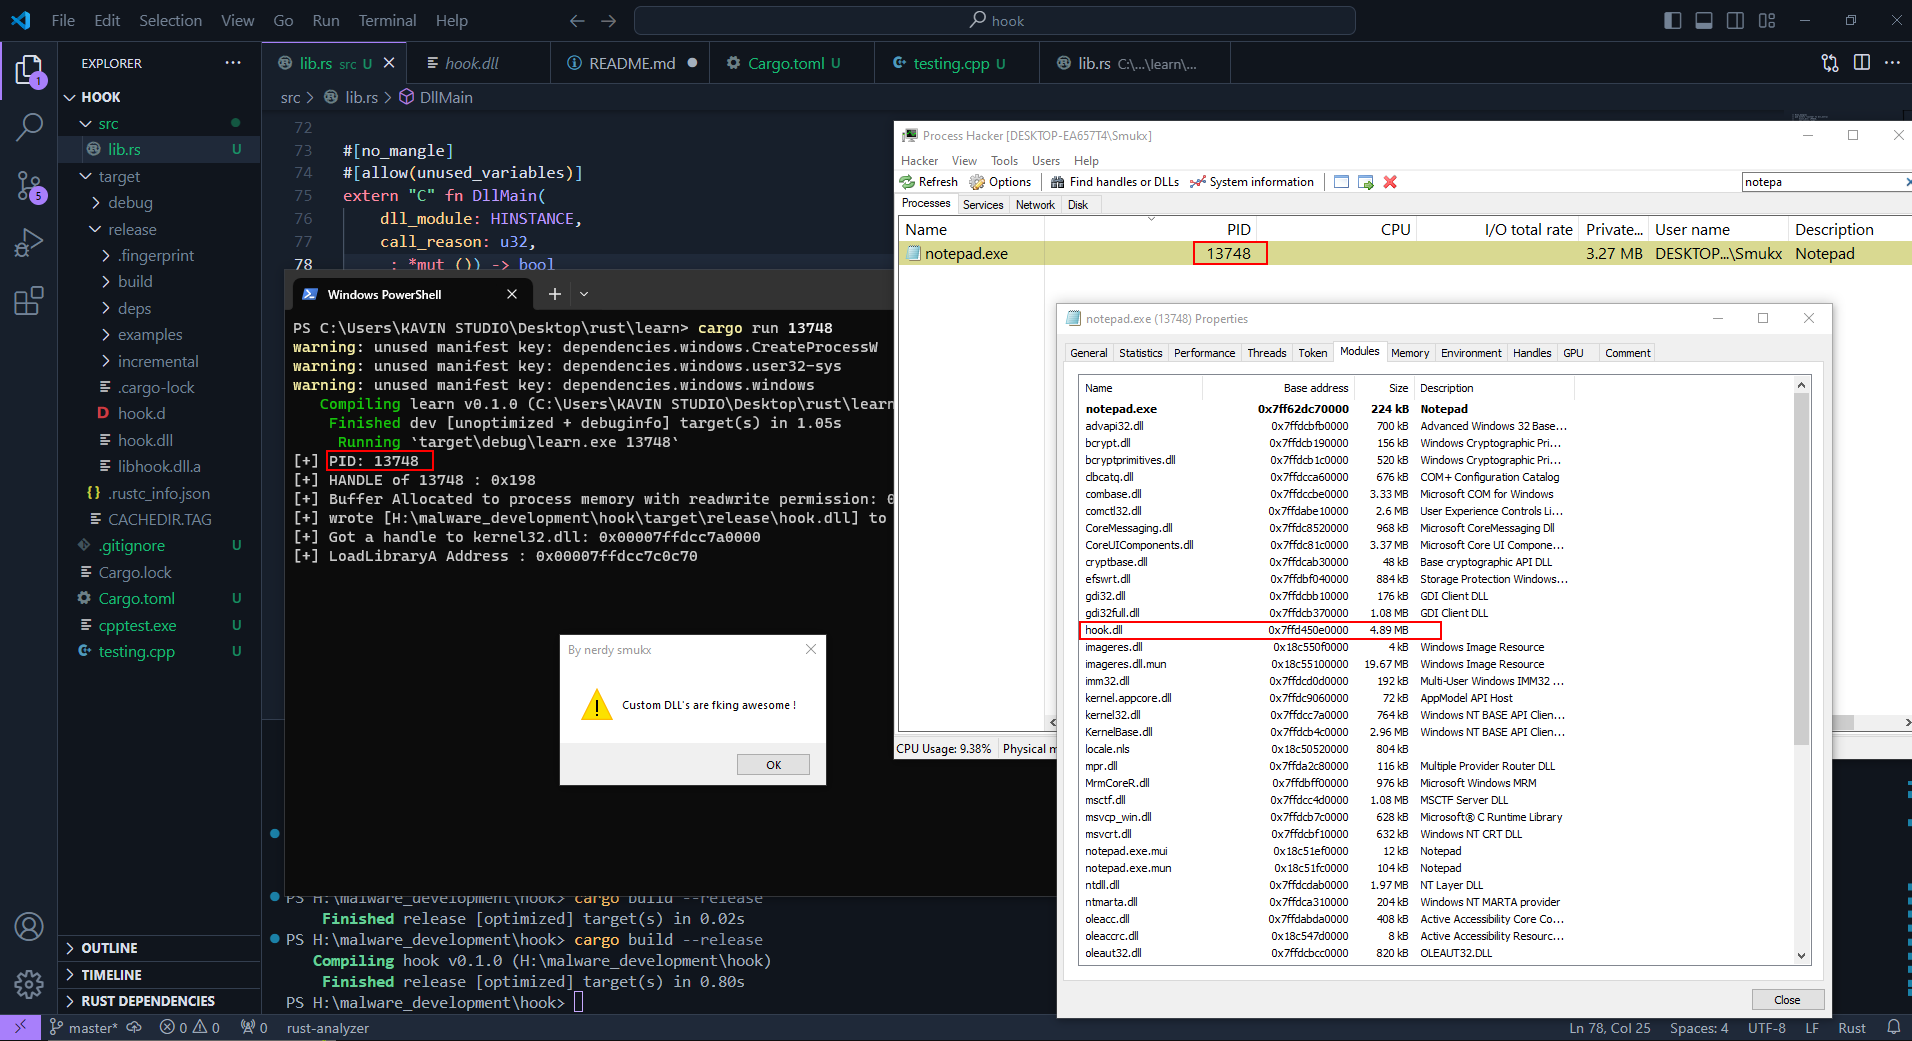 File Edit Selection View Go Run Terminal Help
hook
EXPLORER
HOOK
src
lib.rs U
target
debug
release
.fingerprint
build
deps
examples
incremental
.cargo-lock
hook.d
hook.dll
libhook.dll.a
.rustc_info.json
CACHEDIR.TAG
.gitignore U
Cargo.lock
Cargo.toml U
cpptest.exe U
testing.cpp U
OUTLINE
TIMELINE
RUST DEPENDENCIES
1
5
lib.rs src U
hook.dll
README.md
Cargo.toml U
testing.cpp U
lib.rs C:\...\learn\...
src > lib.rs > DllMain
72
73 #[no_mangle]
74 #[allow(unused_variables)]
75 extern "C" fn DllMain(
76 dll_module: HINSTANCE,
77 call_reason: u32,
78 : *mut ()) -> bool
Windows PowerShell
PS C:\Users\KAVIN STUDIO\Desktop\rust\learn> cargo run 13748
warning: unused manifest key: dependencies.windows.CreateProcessW
warning: unused manifest key: dependencies.windows.user32-sys
warning: unused manifest key: dependencies.windows.windows
Compiling learn v0.1.0 (C:\Users\KAVIN STUDIO\Desktop\rust\learn
Finished dev [unoptimized + debuginfo] target(s) in 1.05s
Running `target\debug\learn.exe 13748`
[+] PID: 13748
[+] HANDLE of 13748 : 0x198
[+] Buffer Allocated to process memory with readwrite permission: 0
[+] wrote [H:\malware_development\hook\target\release\hook.dll] to
[+] Got a handle to kernel32.dll: 0x00007ffdcc7a0000
[+] LoadLibraryA Address : 0x00007ffdcc7c0c70
By nerdy smukx
Custom DLL's are fking awesome !
OK
PS H:\malware_development\hook> cargo build --release
Finished release [optimized] target(s) in 0.02s
PS H:\malware_development\hook> cargo build --release
Compiling hook v0.1.0 (H:\malware_development\hook)
Finished release [optimized] target(s) in 0.80s
PS H:\malware_development\hook>
Process Hacker [DESKTOP-EA657T4\Smukx]
Hacker View Tools Users Help
Refresh Options Find handles or DLLs System information
notepa
Processes Services Network Disk
Name PID CPU I/O total rate Private... User name Description
notepad.exe 13748 3.27 MB DESKTOP...\Smukx Notepad
CPU Usage: 9.38% Physical m
notepad.exe (13748) Properties
General Statistics Performance Threads Token Modules Memory Environment Handles GPU Comment
Name Base address Size Description
notepad.exe 0x7ff62dc70000 224 kB Notepad
advapi32.dll 0x7ffdcbfb0000 700 kB Advanced Windows 32 Base...
bcrypt.dll 0x7ffdcb190000 156 kB Windows Cryptographic Pri...
bcryptprimitives.dll 0x7ffdcb1c0000 520 kB Windows Cryptographic Pri...
clbcatq.dll 0x7ffdcca60000 676 kB COM+ Configuration Catalog
combase.dll 0x7ffdccbe0000 3.33 MB Microsoft COM for Windows
comctl32.dll 0x7ffdabe10000 2.6 MB User Experience Controls Li...
CoreMessaging.dll 0x7ffdc8520000 968 kB Microsoft CoreMessaging Dll
CoreUIComponents.dll 0x7ffdc81c0000 3.37 MB Microsoft Core UI Compone...
cryptbase.dll 0x7ffdcab30000 48 kB Base cryptographic API DLL
efswrt.dll 0x7ffdbf040000 884 kB Storage Protection Windows...
gdi32.dll 0x7ffdcbb10000 176 kB GDI Client DLL
gdi32full.dll 0x7ffdcb370000 1.08 MB GDI Client DLL
hook.dll 0x7ffd450e0000 4.89 MB
imageres.dll 0x18c550f0000 4 kB Windows Image Resource
imageres.dll.mun 0x18c55100000 19.67 MB Windows Image Resource
imm32.dll 0x7ffdcd0d0000 192 kB Multi-User Windows IMM32 ...
kernel.appcore.dll 0x7ffdc9060000 72 kB AppModel API Host
kernel32.dll 0x7ffdcc7a0000 764 kB Windows NT BASE API Clien...
KernelBase.dll 0x7ffdcb4c0000 2.96 MB Windows NT BASE API Clien...
locale.nls 0x18c50520000 804 kB
mpr.dll 0x7ffda2c80000 116 kB Multiple Provider Router DLL
MrmCoreR.dll 0x7ffdbff00000 976 kB Microsoft Windows MRM
msctf.dll 0x7ffdcc4d0000 1.08 MB MSCTF Server DLL
msvcp_win.dll 0x7ffdcb7c0000 628 kB Microsoft® C Runtime Library
msvcrt.dll 0x7ffdcbf10000 632 kB Windows NT CRT DLL
notepad.exe.mui 0x18c51ef0000 12 kB Notepad
notepad.exe.mun 0x18c51fc0000 104 kB Notepad
ntdll.dll 0x7ffdcdab0000 1.97 MB NT Layer DLL
ntmarta.dll 0x7ffdca310000 204 kB Windows NT MARTA provider
oleacc.dll 0x7ffdabda0000 408 kB Active Accessibility Core Co...
oleaccrc.dll 0x18c547d0000 8 kB Active Accessibility Resourc...
oleaut32.dll 0x7ffdcbcc0000 820 kB OLEAUT32.DLL
Close
master* 0 0 0 rust-analyzer
Ln 78, Col 25 Spaces: 4 UTF-8 LF Rust